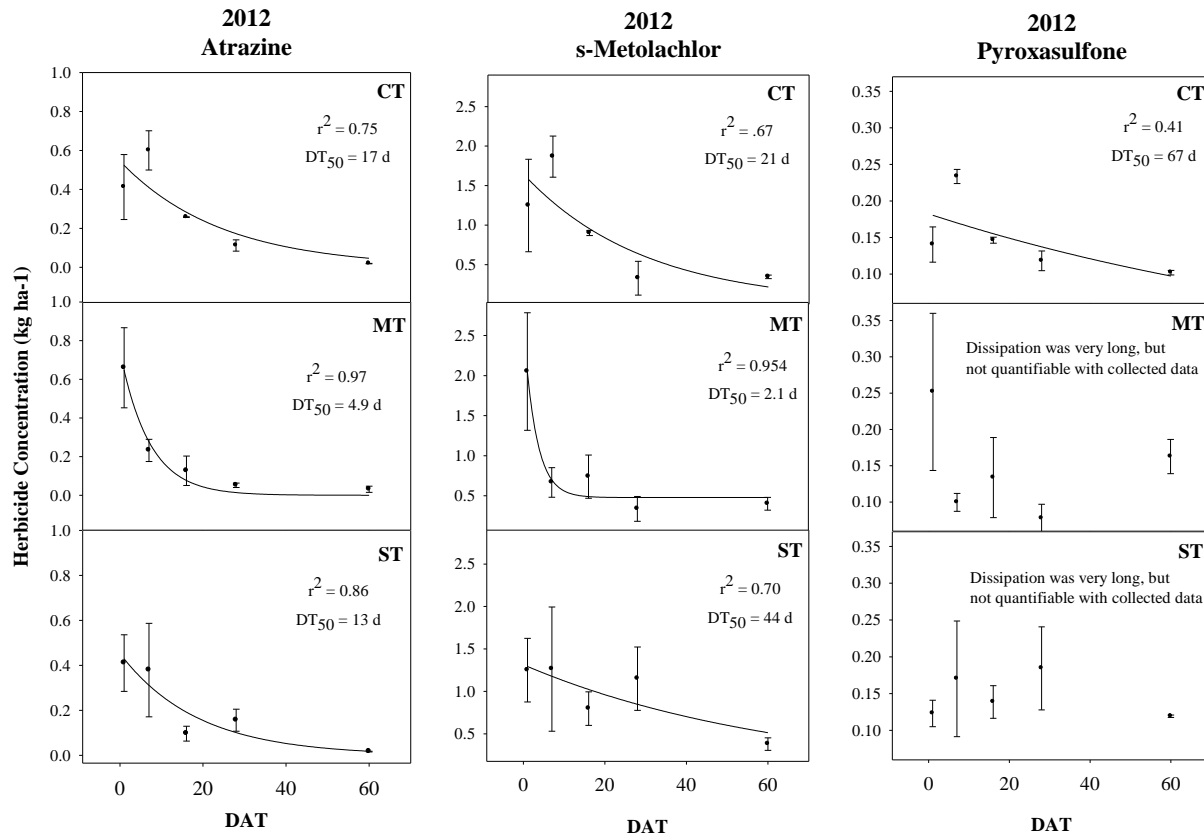 2012
Atrazine
2012
s-Metolachlor
2012
Pyroxasulfone
Herbicide Concentration (kg ha-1)
1.0
0.8
0.6
0.4
0.2
0.0
CT
r2 = 0.75
DT50 = 17 d
2.5
2.0
1.5
1.0
0.5
CT
r2 = .67
DT50 = 21 d
0.35
0.30
0.25
0.20
0.15
0.10
CT
r2 = 0.41
DT50 = 67 d
1.0
0.8
0.6
0.4
0.2
0.0
MT
r2 = 0.97
DT50 = 4.9 d
2.5
2.0
1.5
1.0
0.5
MT
r2 = 0.954
DT50 = 2.1 d
0.35
0.30
0.25
0.20
0.15
0.10
MT
Dissipation was very long, but
not quantifiable with collected data
1.0
0.8
0.6
0.4
0.2
0.0
ST
r2 = 0.86
DT50 = 13 d
0 20 40 60
DAT
2.5
2.0
1.5
1.0
0.5
ST
r2 = 0.70
DT50 = 44 d
0 20 40 60
DAT
0.35
0.30
0.25
0.20
0.15
0.10
ST
Dissipation was very long, but
not quantifiable with collected data
0 20 40 60
DAT